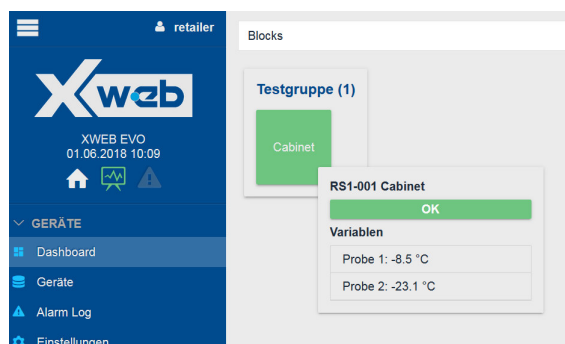 retailer
Xweb
XWEB EVO
01.06.2018 10:09
GERÄTE
Dashboard
Geräte
Alarm Log
Einstellungen
Blocks
Testgruppe (1)
Cabinet
RS1-001 Cabinet
OK
Variablen
Probe 1: -8.5 °C
Probe 2: -23.1 °C